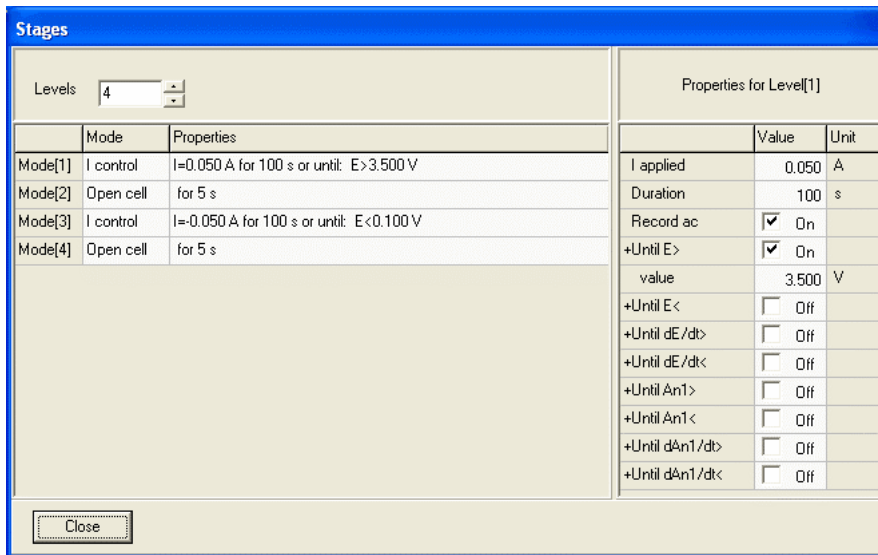 Stages
Levels 4
Mode Properties
Mode[1] I control I=0.050 A for 100 s or until: E>3.500 V
Mode[2] Open cell for 5 s
Mode[3] I control I=-0.050 A for 100 s or until: E<0.100 V
Mode[4] Open cell for 5 s
Close
Properties for Level[1]
Value Unit
I applied 0.050 A
Duration 100 s
Record ac On
+Until E> On
value 3.500 V
+Until E< Off
+Until dE/dt> Off
+Until dE/dt< Off
+Until An1> Off
+Until An1< Off
+Until dAn1/dt> Off
+Until dAn1/dt< Off